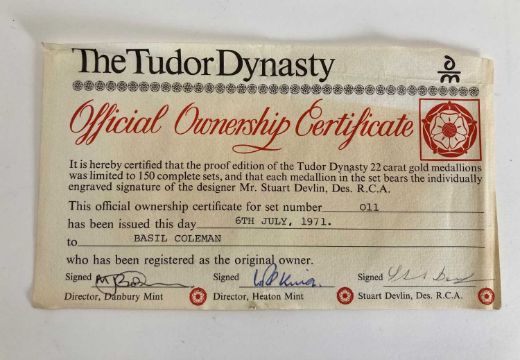 The Tudor Dynasty
Official Ownership Certificate
It is hereby certified that the proof edition of the Tudor Dynasty 22 carat gold medallions
was limited to 150 complete sets, and that each medallion in the set bears the individually
engraved signature of the designer Mr. Stuart Devlin, Des. R.C.A.
This official ownership certificate for set number 011
has been issued this day 6TH JULY, 1971.
to BASIL COLEMAN
who has been registered as the original owner.
Signed Signed Signed
Director, Danbury Mint Director, Heaton Mint Stuart Devlin, Des. R.C.A.